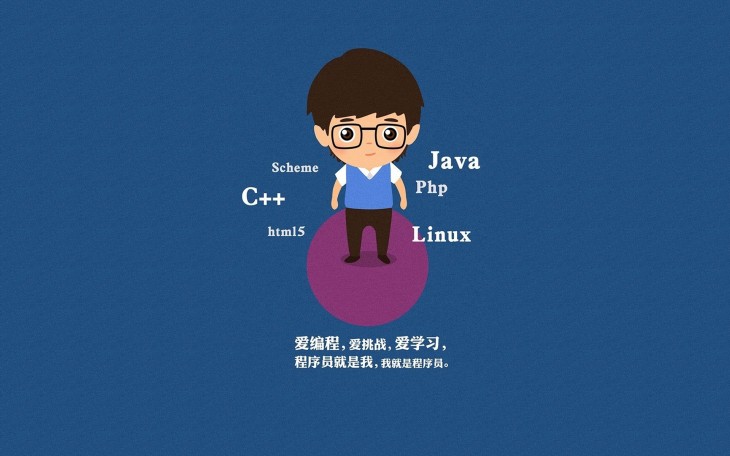 Scheme
Java
C++
Php
html5
Linux
爱编程，爱挑战，爱学习，
程序员就是我，我就是程序员。